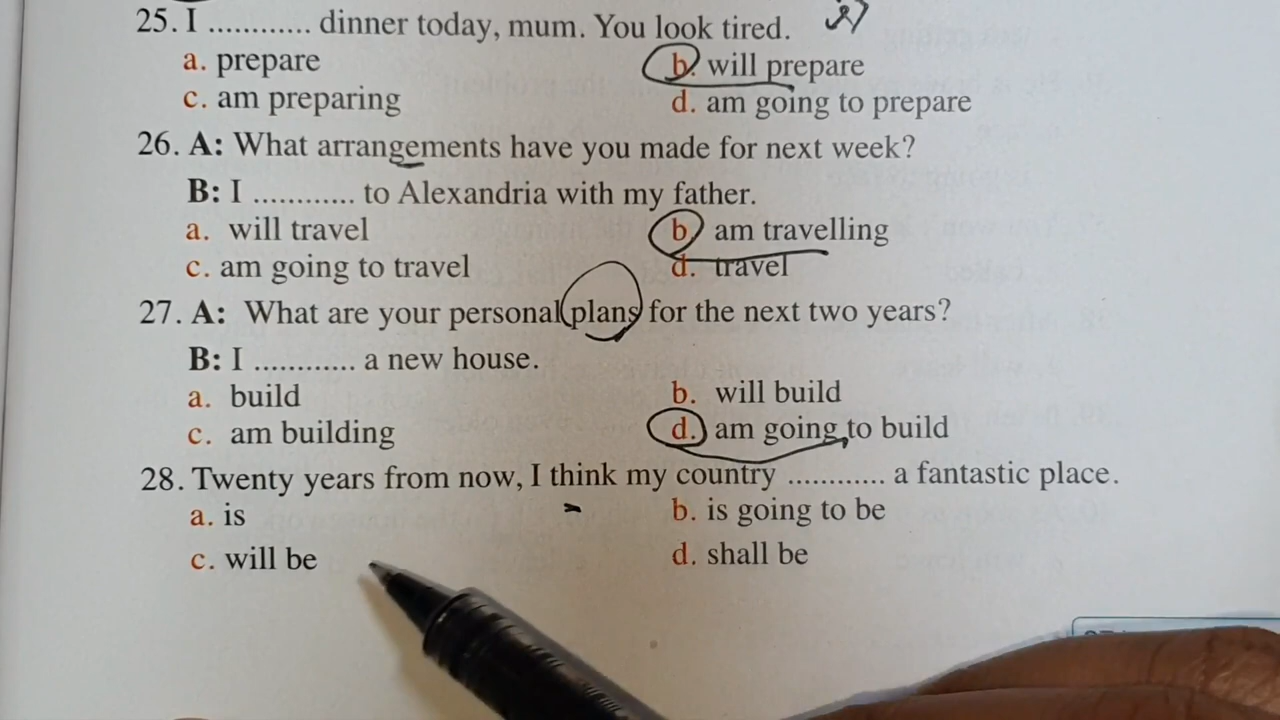 25. I ............ dinner today, mum. You look tired.
a. prepare b. will prepare
c. am preparing d. am going to prepare
26. A: What arrangements have you made for next week?
B: I ............ to Alexandria with my father.
a. will travel b. am travelling
c. am going to travel d. travel
27. A: What are your personal plans for the next two years?
B: I ............ a new house.
a. build b. will build
c. am building d. am going to build
28. Twenty years from now, I think my country ............ a fantastic place.
a. is b. is going to be
c. will be d. shall be